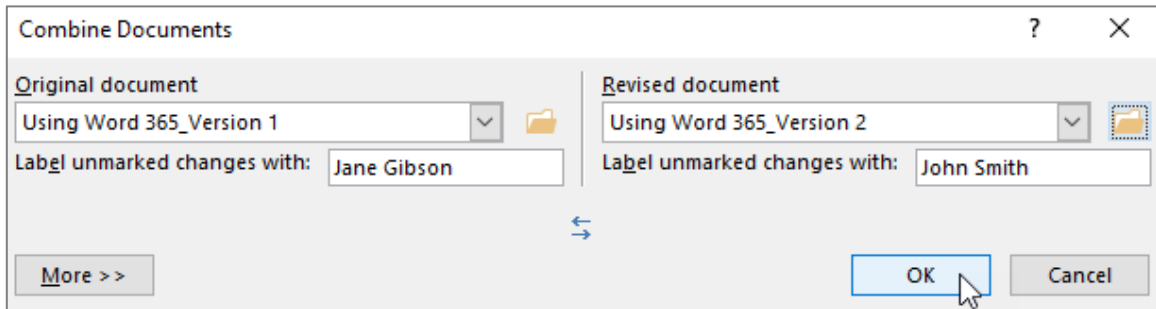 Combine Documents
?
Original document
Revised document
Using Word 365_Version 1
Using Word 365_Version 2
Label unmarked changes with: Jane Gibson
Label unmarked changes with: John Smith
More >>
OK
Cancel